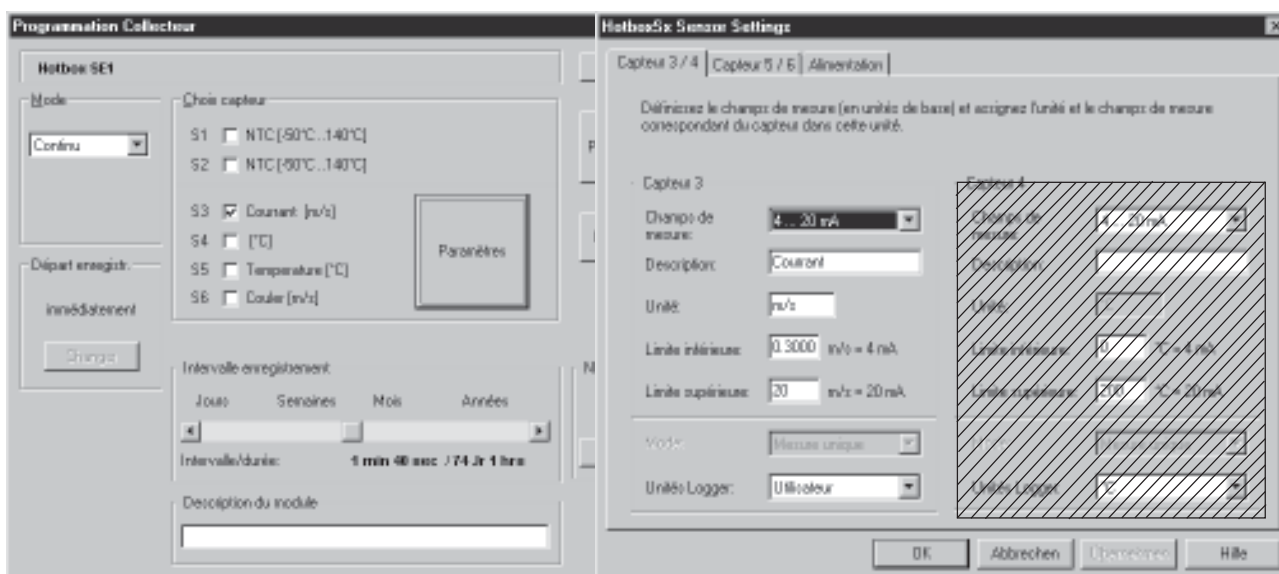 Programmation Collecteur
Hotbox SE1
Mode
Continu
Départ enregistr.
immédiatement
Changer
Choix capteur
S1 NTC [-50°C...140°C]
S2 NTC [-50°C...140°C]
S3 Courant [m/s]
S4 [°C]
S5 Temperature [°C]
S6 Couler [m/s]
Paramètres
Intervalle enregistrement
Jours Semaines Mois Années
Intervalle/durée: 1 min 40 sec / 74 Jr 1 hrs
Description du module
HotboxSx Sensor Settings
Capteur 3 / 4 Capteur 5 / 6 Alimentation
Définissez le champs de mesure (en unités de base) et assignez l'unité et le champs de mesure
correspondant du capteur dans cette unité.
Capteur 3
Champs de
mesure: 4 ... 20 mA
Description: Courant
Unité: m/s
Limite inférieure: 0.3000 m/s = 4 mA
Limite supérieure: 20 m/s = 20 mA
Mode: Mesure unique
Unités Logger: Utilisateur
Capteur 4
Champs de
mesure: 4 ... 20 mA
Description:
Unité:
Limite inférieure: 0 °C = 4 mA
Limite supérieure: 200 °C = 20 mA
Mode: Mesure unique
Unités Logger: °C
OK Abbrechen Übernehmen Hilfe